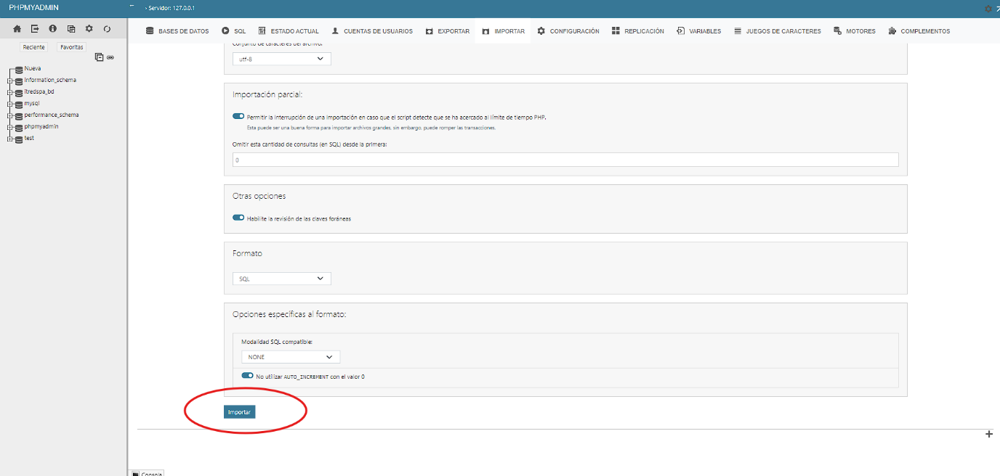 PHPMYADMIN
Servidor: 127.0.0.1
BASES DE DATOS SQL ESTADO ACTUAL CUENTAS DE USUARIOS EXPORTAR IMPORTAR CONFIGURACIÓN REPLICACIÓN VARIABLES JUEGOS DE CARACTERES MOTORES COMPLEMENTOS
Reciente Favoritas
Nueva
information_schema
itredspa_bd
mysql
performance_schema
phpmyadmin
test
Conjunto de caracteres del archivo:
utf-8
Importación parcial:
Permitir la interrupción de una importación en caso que el script detecte que se ha acercado al límite de tiempo PHP.
Esta puede ser una buena forma para importar archivos grandes, sin embargo, puede romper las transacciones.
Omitir esta cantidad de consultas (en SQL) desde la primera:
0
Otras opciones
Habilite la revisión de las claves foráneas
Formato
SQL
Opciones específicas al formato:
Modalidad SQL compatible:
NONE
No utilizar AUTO_INCREMENT con el valor 0
Importar
Consola